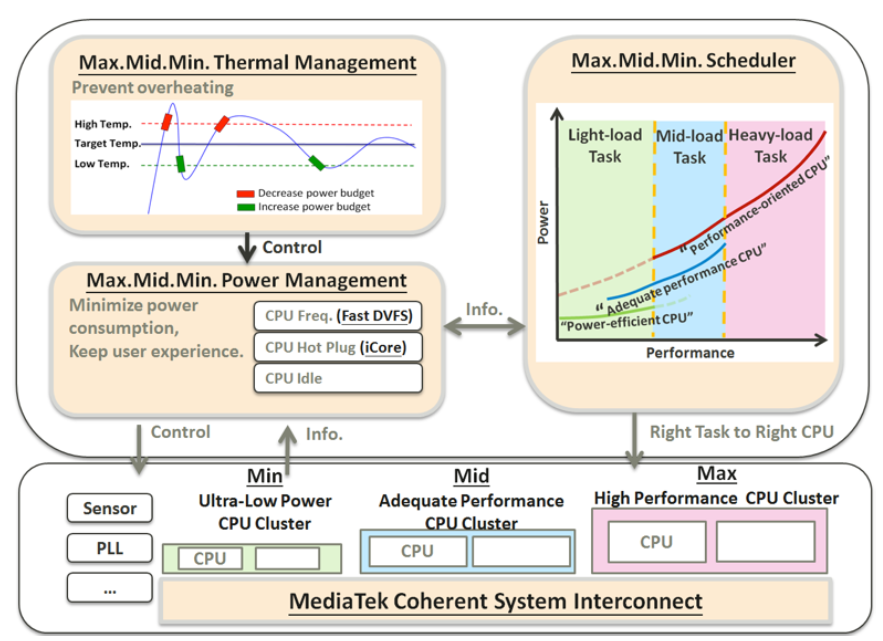 Max.Mid.Min. Thermal Management
Prevent overheating
High Temp.
Target Temp.
Low Temp.
Decrease power budget
Increase power budget
Control
Max.Mid.Min. Power Management
Minimize power
consumption,
Keep user experience.
CPU Freq. (Fast DVFS)
CPU Hot Plug (iCore)
CPU Idle
Info.
Max.Mid.Min. Scheduler
Light-load
Task
Mid-load
Task
Heavy-load
Task
Power
"Performance-oriented CPU"
"Adequate performance CPU"
"Power-efficient CPU"
Performance
Control
Info.
Right Task to Right CPU
Sensor
PLL
...
Min
Ultra-Low Power
CPU Cluster
CPU
Mid
Adequate Performance
CPU Cluster
CPU
Max
High Performance CPU Cluster
CPU
MediaTek Coherent System Interconnect